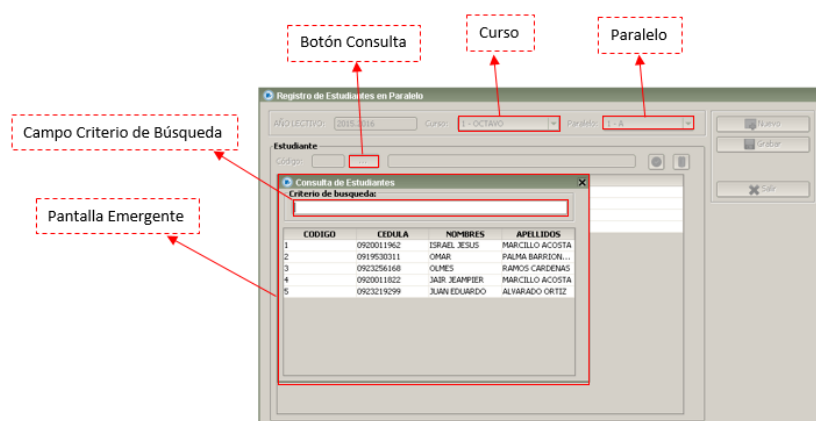 Curso
Paralelo
Botón Consulta
Campo Criterio de Búsqueda
Pantalla Emergente
Registro de Estudiantes en Paralelo
AÑO LECTIVO: 2015-2016 Curso: 1 - OCTAVO Paralelo: 1 - A
Nuevo
Grabar
Salir
Estudiante
Código: ...
Consulta de Estudiantes
Criterio de busqueda:
CODIGO CEDULA NOMBRES APELLIDOS
1 0920011962 ISRAEL JESUS MARCILLO ACOSTA
2 0919530311 OMAR PALMA BARRION...
3 0923256168 OLMES RAMOS CARDENAS
4 0920011822 JAIR JEAMPIER MARCILLO ACOSTA
5 0923219299 JUAN EDUARDO ALVARADO ORTIZ